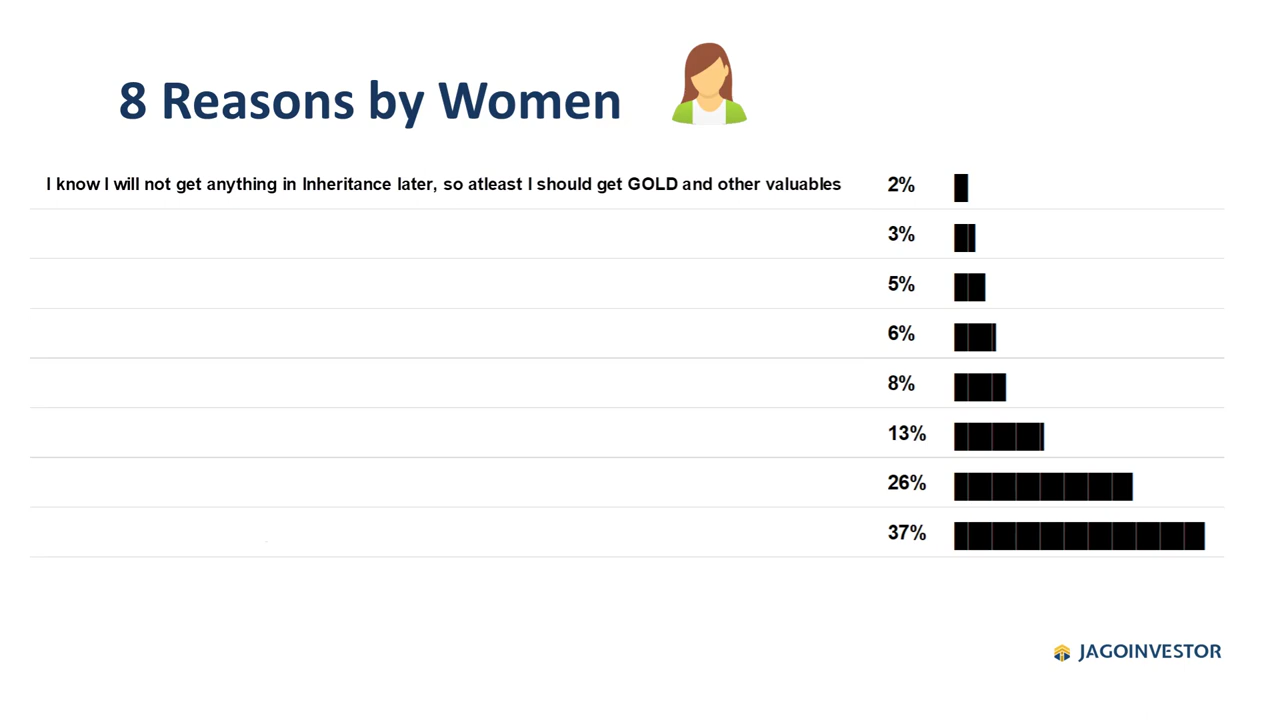 8 Reasons by Women
I know I will not get anything in Inheritance later, so atleast I should get GOLD and other valuables 2%
3%
5%
6%
8%
13%
26%
37%
JAGOINVESTOR